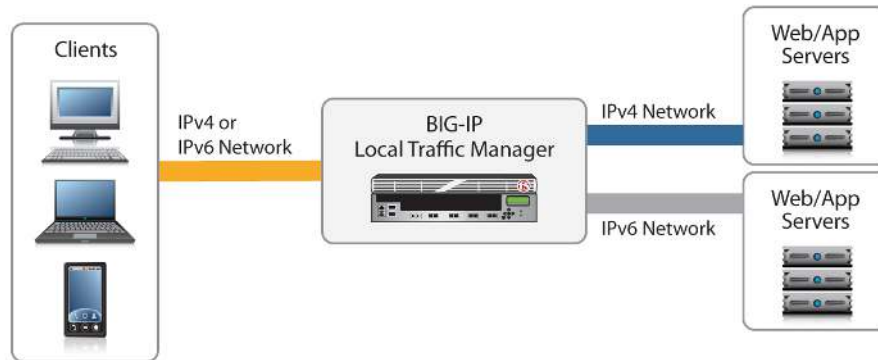 Clients
IPv4 or
IPv6 Network
BIG-IP
Local Traffic Manager
IPv4 Network
IPv6 Network
Web/App
Servers
Web/App
Servers